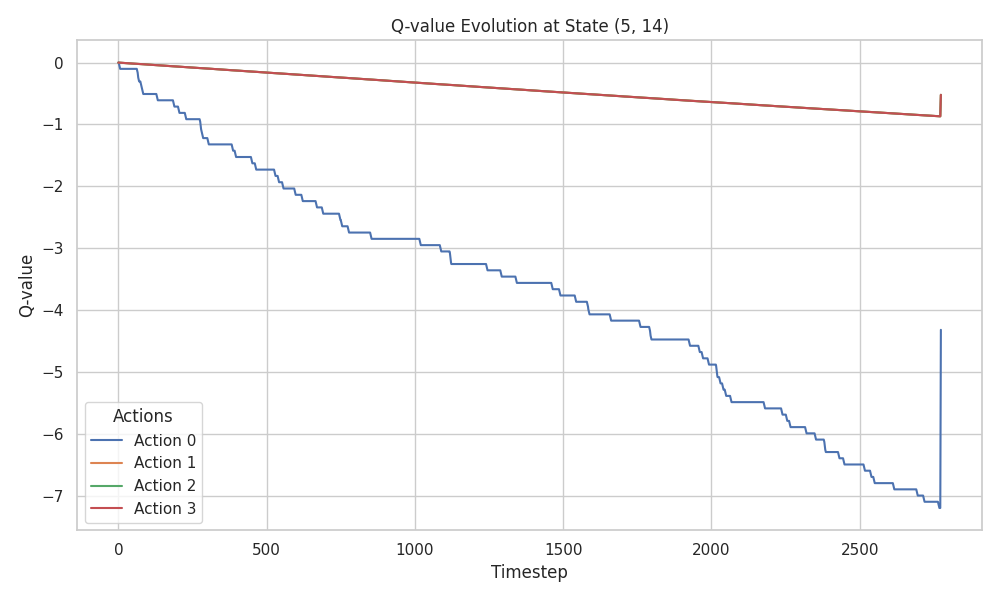 Q-value Evolution at State (5, 14)
Q-value
0
−1
−2
−3
−4
−5
−6
−7
Actions
Action 0
Action 1
Action 2
Action 3
0
500
1000
1500
2000
2500
Timestep